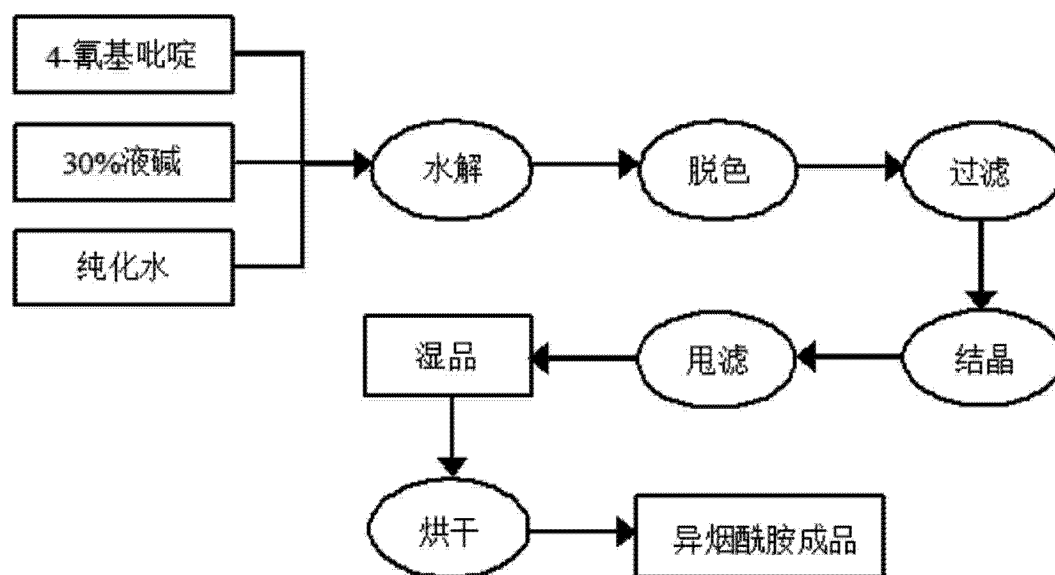 4-氰基吡啶
30%液碱
纯化水
水解
脱色
过滤
结晶
甩滤
湿品
烘干
异烟酰胺成品